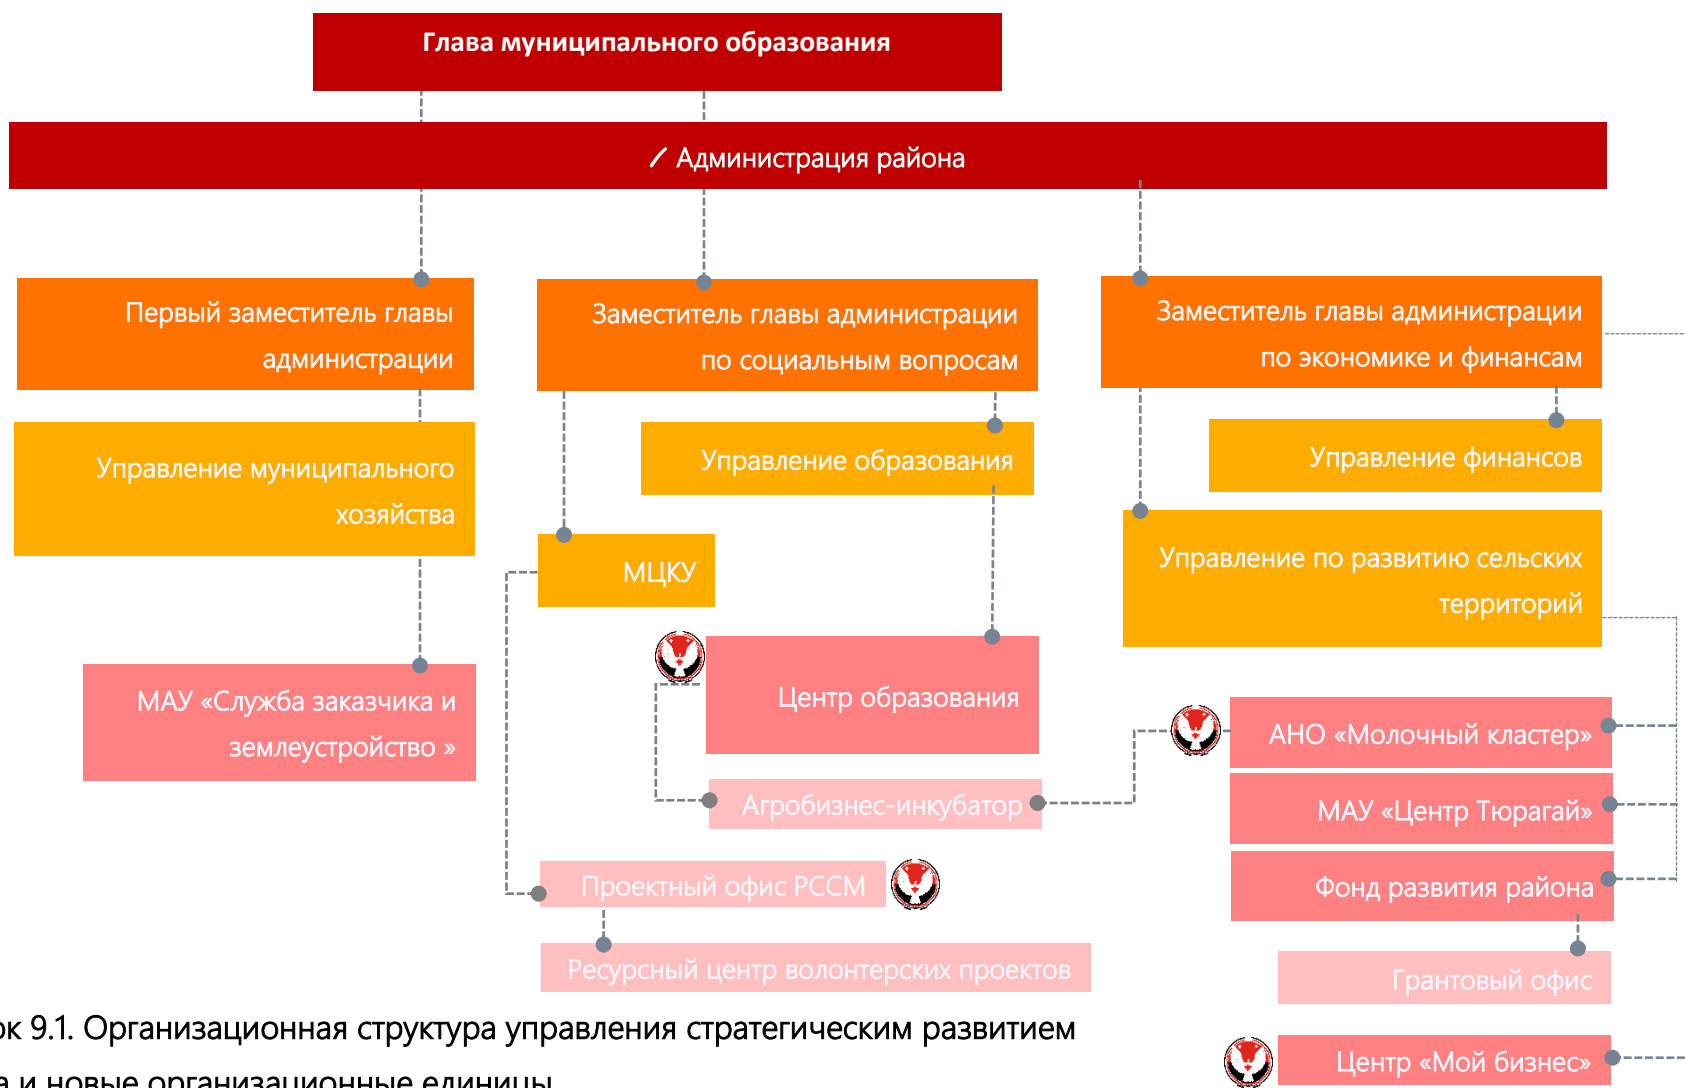 Глава муниципального образования
Администрация района
Первый заместитель главы
администрации
Заместитель главы администрации
по социальным вопросам
Заместитель главы администрации
по экономике и финансам
Управление муниципального
хозяйства
Управление образования
Управление финансов
МЦКУ
Управление по развитию сельских
территорий
МАУ «Служба заказчика и
землеустройство »
Центр образования
АНО «Молочный кластер»
Агробизнес-инкубатор
МАУ «Центр Тюрагай»
Проектный офис РССМ
Фонд развития района
Ресурсный центр волонтерских проектов
Грантовый офис
9.1. Организационная структура управления стратегическим развитием
Центр «Мой бизнес»
и новые организационные единицы